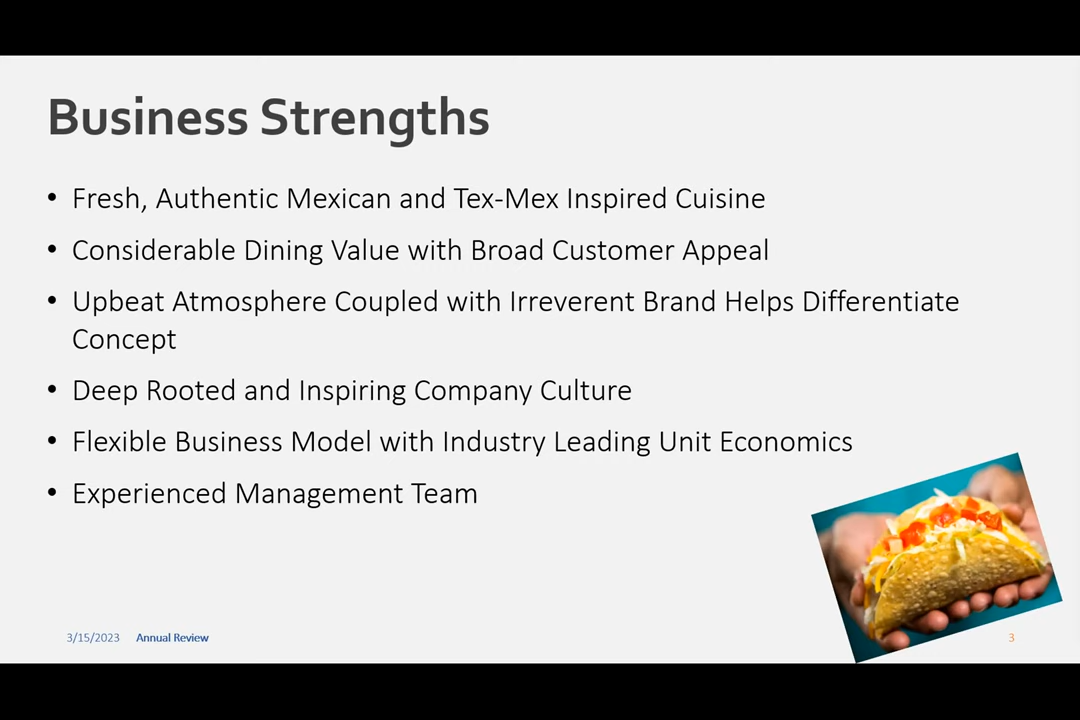 Business Strengths
• Fresh, Authentic Mexican and Tex-Mex Inspired Cuisine
• Considerable Dining Value with Broad Customer Appeal
• Upbeat Atmosphere Coupled with Irreverent Brand Helps Differentiate
Concept
• Deep Rooted and Inspiring Company Culture
• Flexible Business Model with Industry Leading Unit Economics
• Experienced Management Team
3/15/2023 Annual Review 3